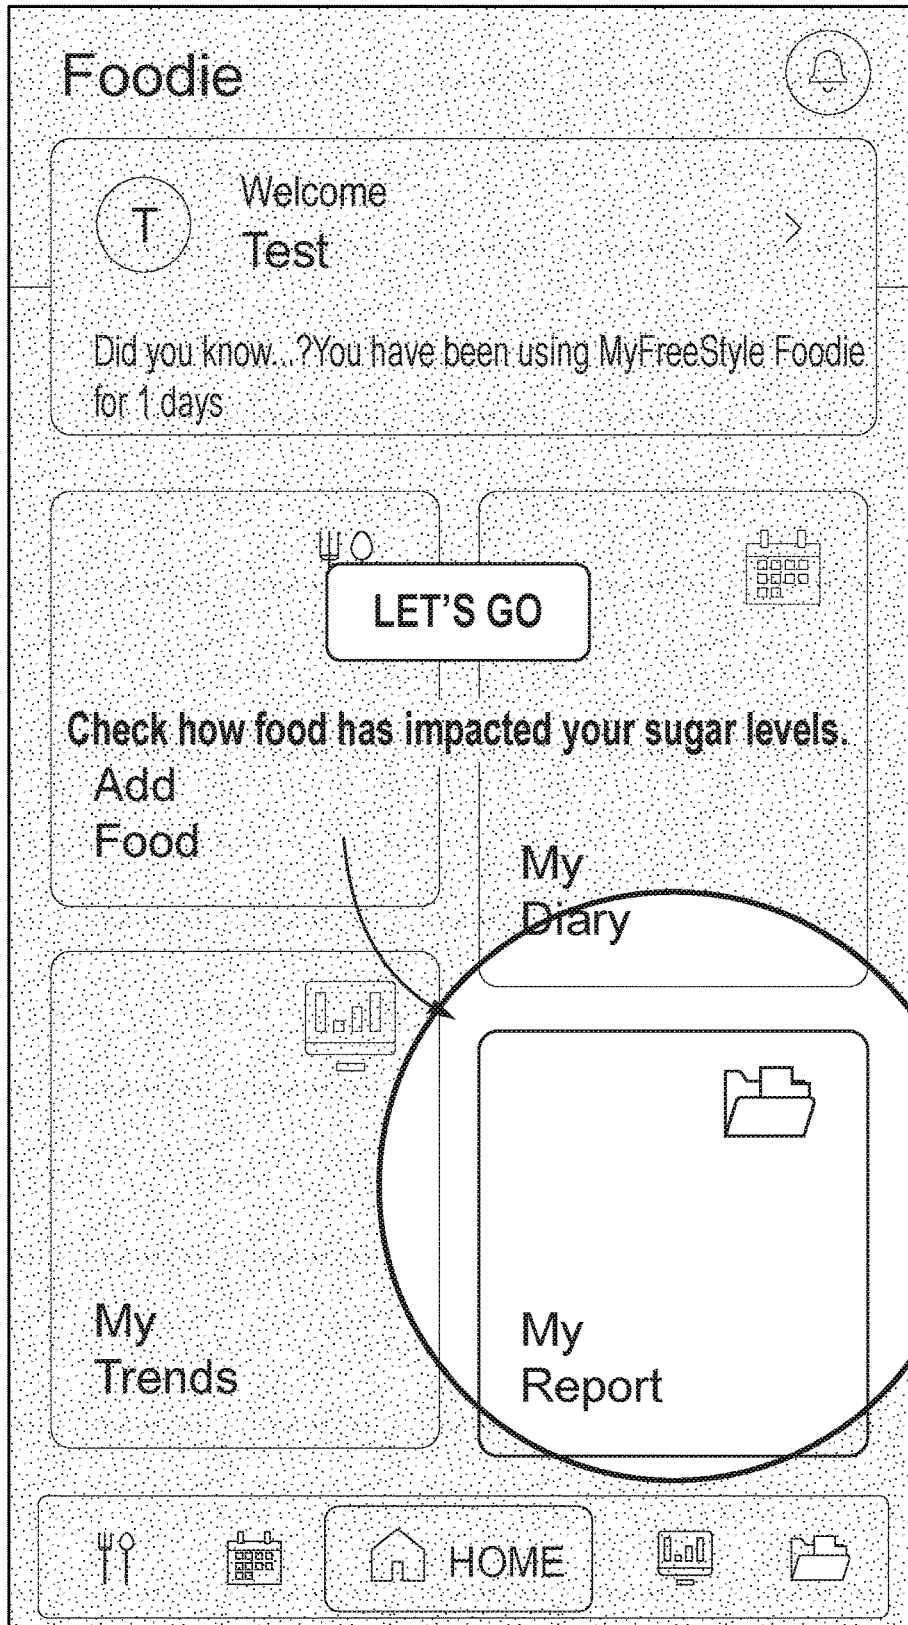 Foodie
T
Welcome
Test
Did you know...?You have been using MyFreeStyle Foodie
for 1 days
LET'S GO
Check how food has impacted your sugar levels.
Add
Food
My
Diary
My
Trends
My
Report
HOME